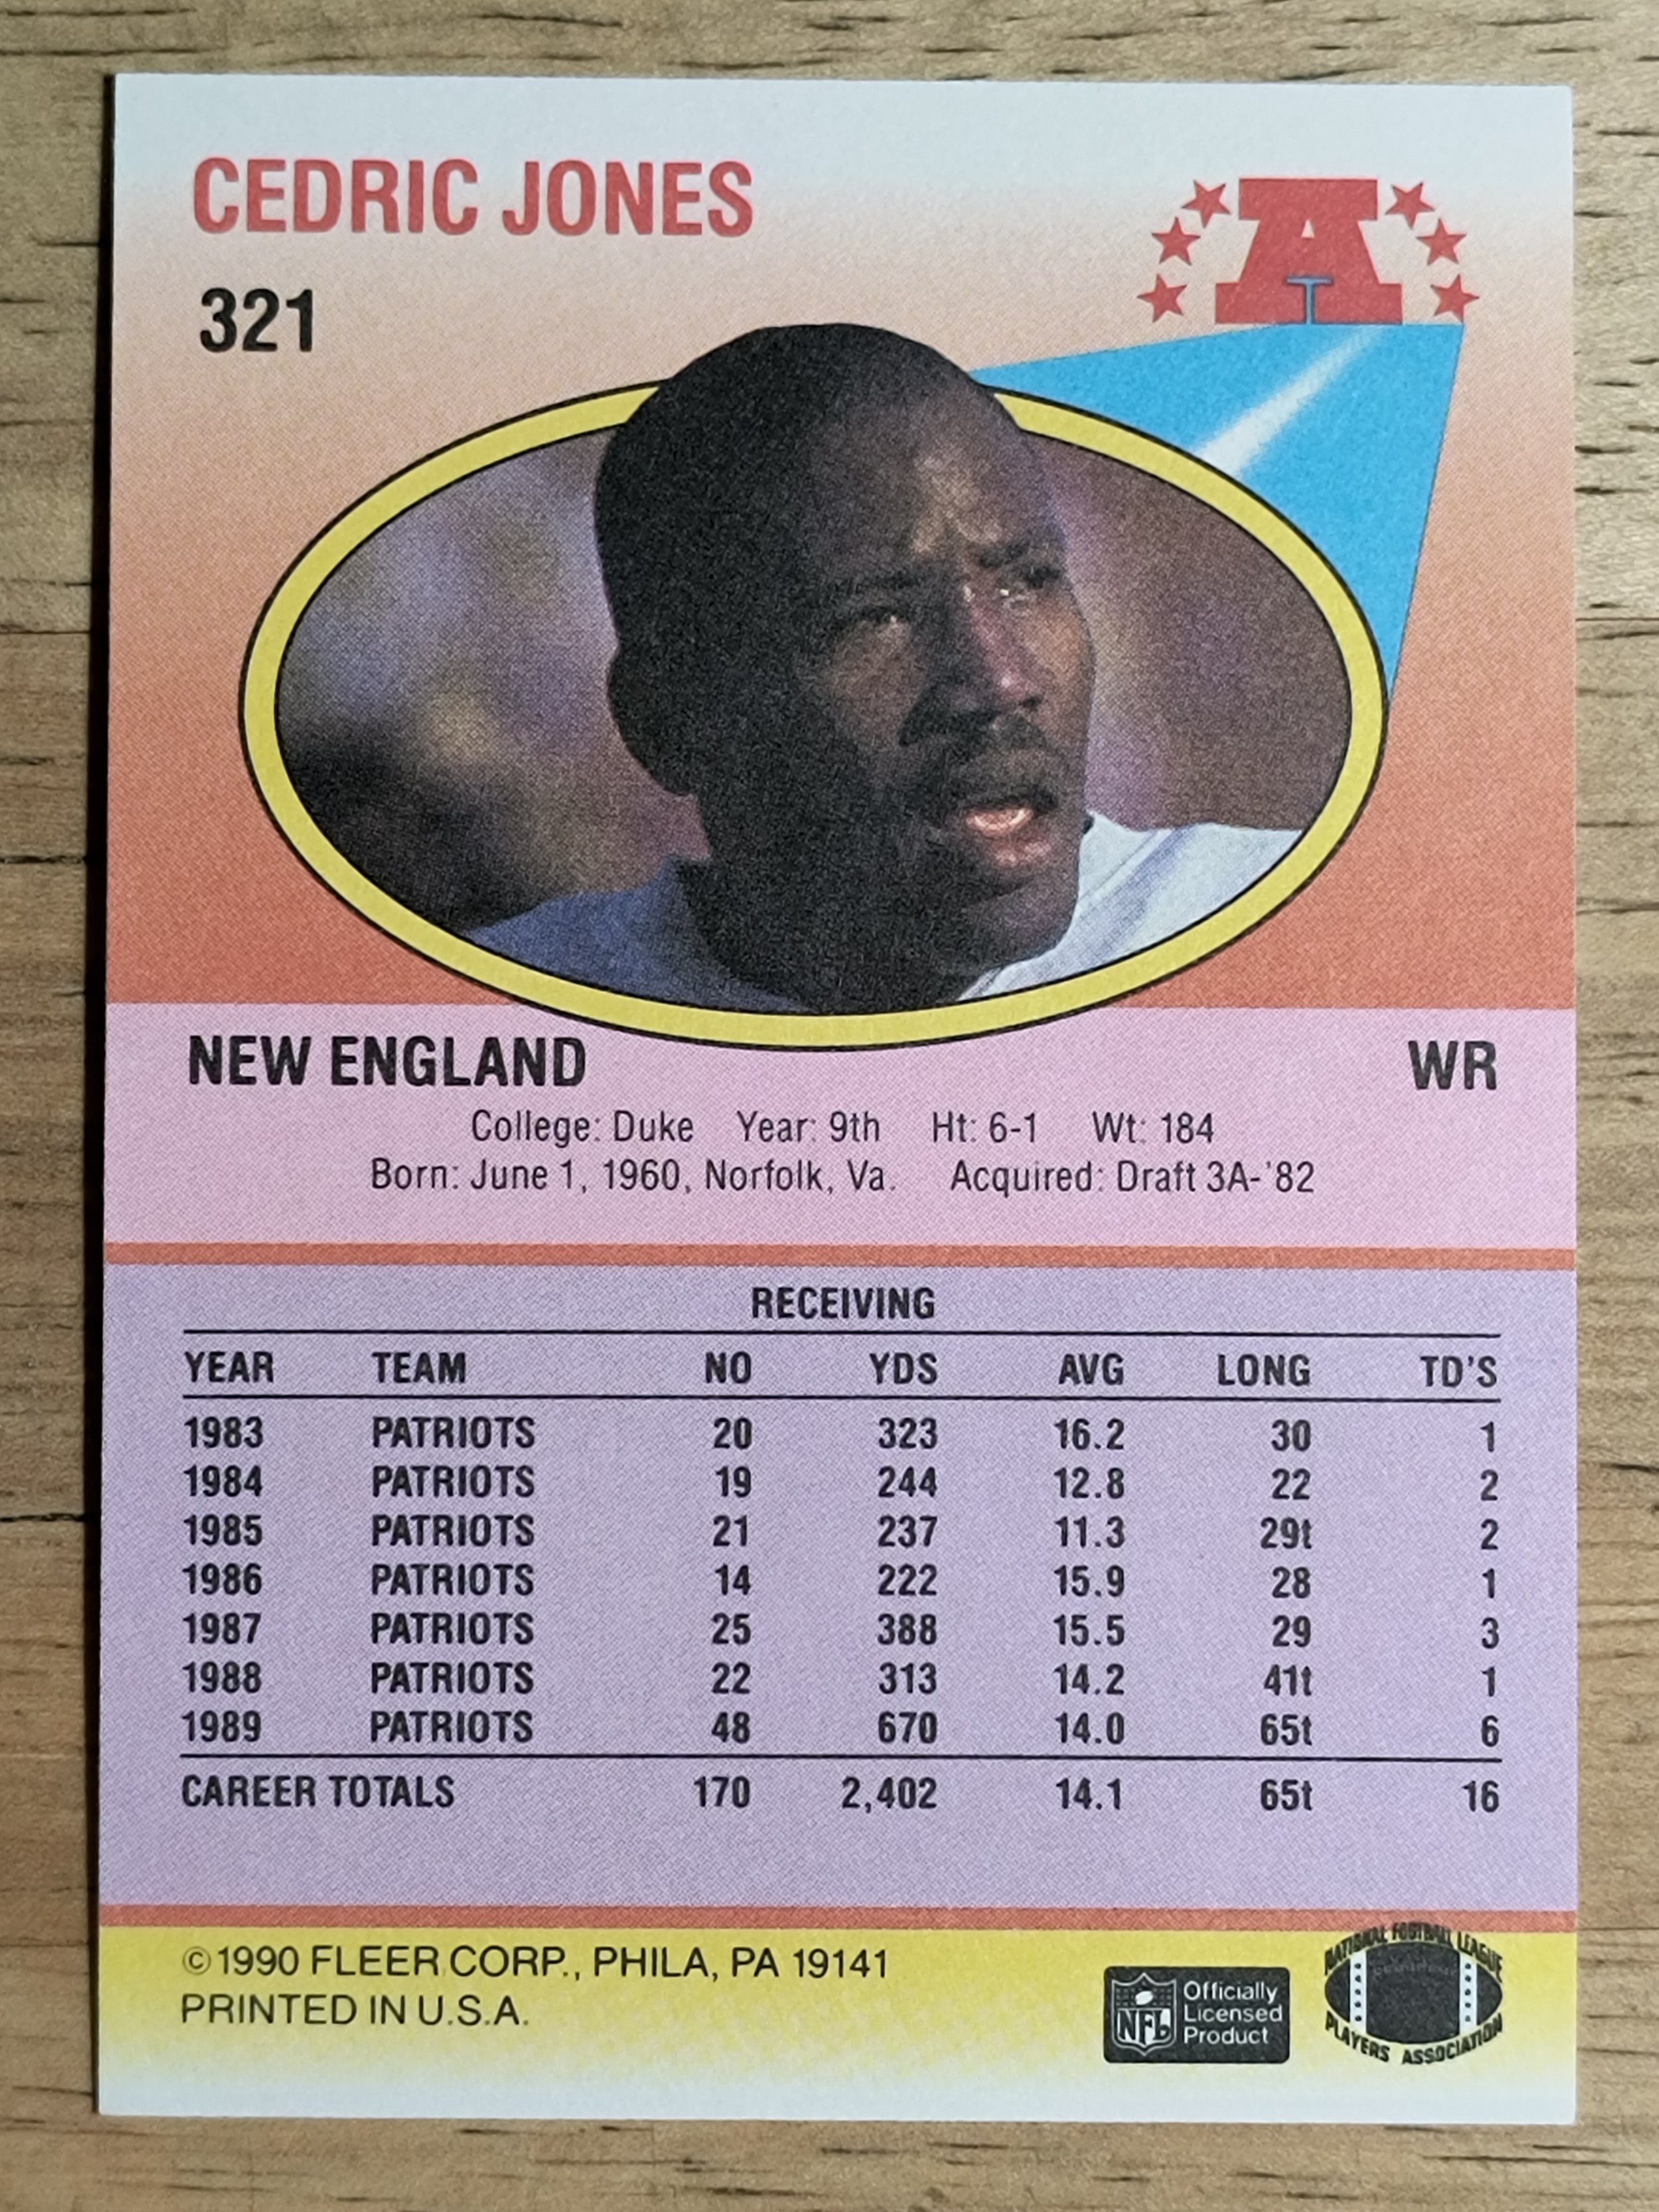 CEDRIC JONES
321
A
NEW ENGLAND WR
College: Duke Year: 9th Ht: 6-1 Wt: 184
Born: June 1, 1960, Norfolk, Va. Acquired: Draft 3A-'82
RECEIVING
YEAR TEAM NO YDS AVG LONG TD'S
1983 PATRIOTS 20 323 16.2 30 1
1984 PATRIOTS 19 244 12.8 22 2
1985 PATRIOTS 21 237 11.3 29t 2
1986 PATRIOTS 14 222 15.9 28 1
1987 PATRIOTS 25 388 15.5 29 3
1988 PATRIOTS 22 313 14.2 41t 1
1989 PATRIOTS 48 670 14.0 65t 6
CAREER TOTALS 170 2,402 14.1 65t 16
©1990 FLEER CORP., PHILA, PA 19141
PRINTED IN U.S.A.
NFL
Officially
Licensed
Product
NATIONAL FOOTBALL LEAGUE
PLAYERS ASSOCIATION